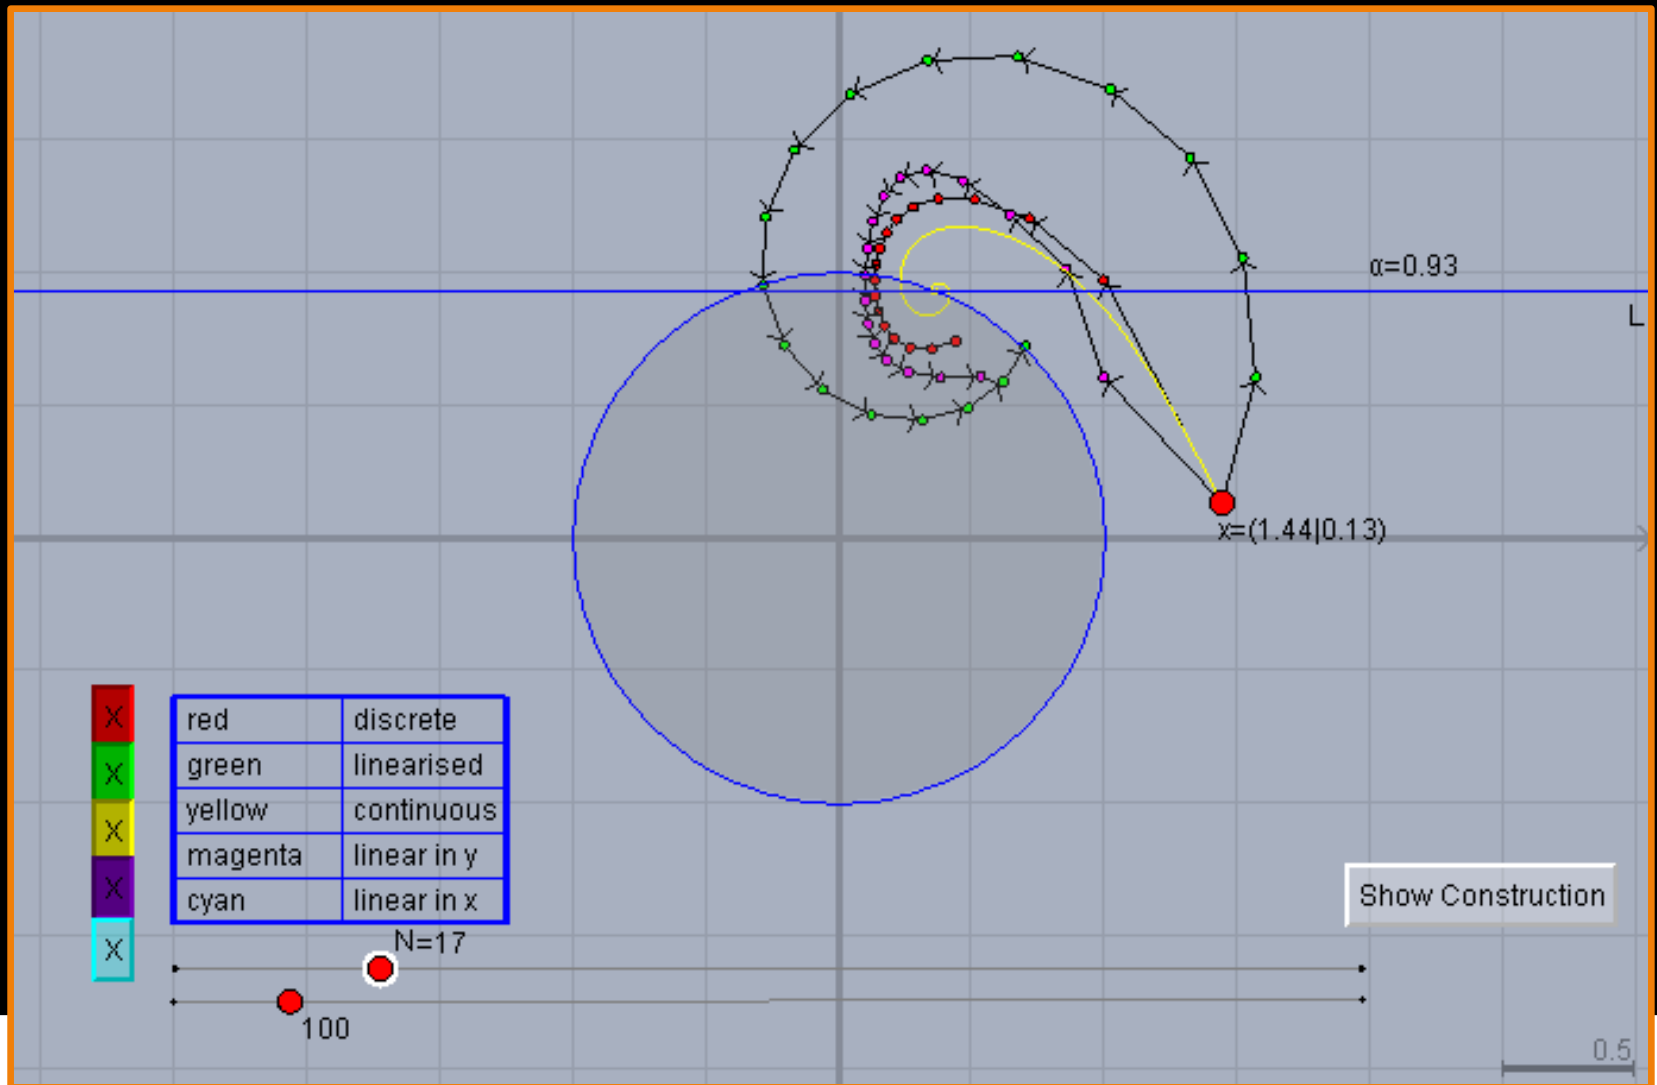 α=0.93
L
x=(1.44|0.13)
X
red discrete
X
green linearised
X
yellow continuous
X
magenta linear in y
X
cyan linear in x
Show Construction
N=17
100
0.5